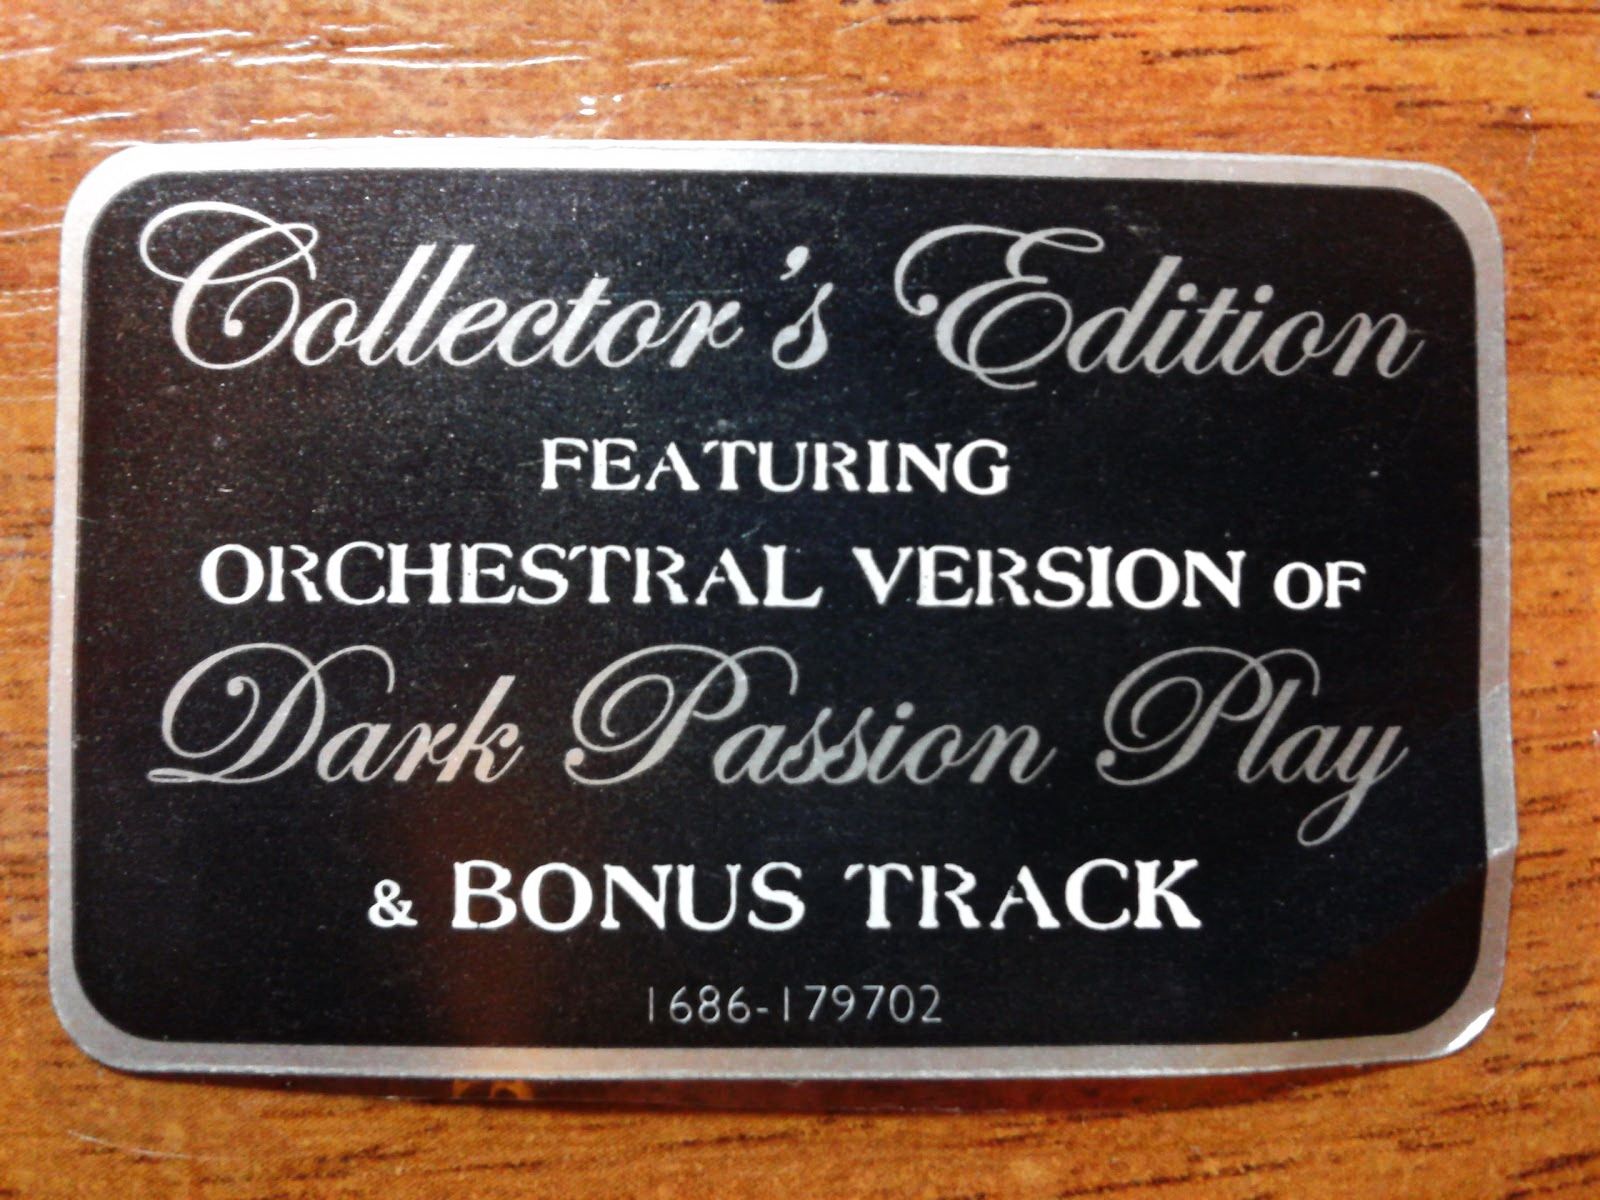 Collector's Edition
FEATURING
ORCHESTRAL VERSION OF
Dark Passion Play
& BONUS TRACK
1686-179702